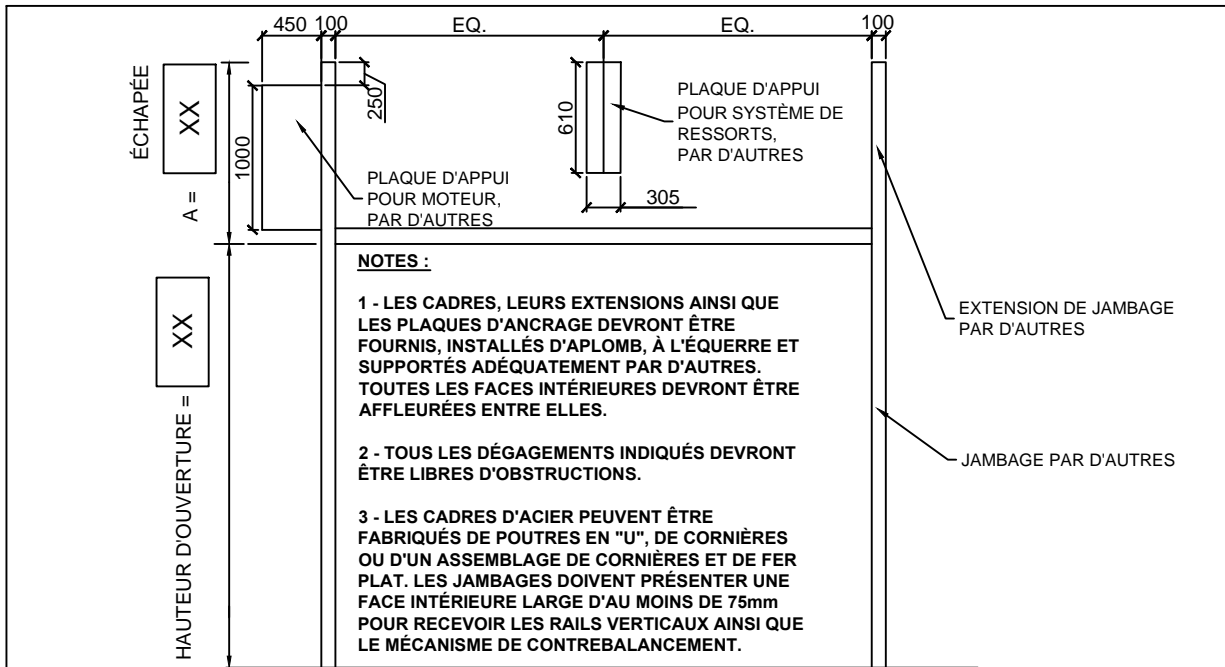 450 100 EQ. EQ. 100
ÉCHAPÉE
XX
A =
1000
250
610
305
PLAQUE D'APPUI
POUR SYSTÈME DE
RESSORTS,
PAR D'AUTRES
PLAQUE D'APPUI
POUR MOTEUR,
PAR D'AUTRES
HAUTEUR D'OUVERTURE =
XX
NOTES :
1 - LES CADRES, LEURS EXTENSIONS AINSI QUE
LES PLAQUES D'ANCRAGE DEVRONT ÊTRE
FOURNIS, INSTALLÉS D'APLOMB, À L'ÉQUERRE ET
SUPPORTÉS ADÉQUATEMENT PAR D'AUTRES.
TOUTES LES FACES INTÉRIEURES DEVRONT ÊTRE
AFFLEURÉES ENTRE ELLES.
2 - TOUS LES DÉGAGEMENTS INDIQUÉS DEVRONT
ÊTRE LIBRES D'OBSTRUCTIONS.
3 - LES CADRES D'ACIER PEUVENT ÊTRE
FABRIQUÉS DE POUTRES EN "U", DE CORNIÈRES
OU D'UN ASSEMBLAGE DE CORNIÈRES ET DE FER
PLAT. LES JAMBAGES DOIVENT PRÉSENTER UNE
FACE INTÉRIEURE LARGE D'AU MOINS DE 75mm
POUR RECEVOIR LES RAILS VERTICAUX AINSI QUE
LE MÉCANISME DE CONTREBALANCEMENT.
EXTENSION DE JAMBAGE
PAR D'AUTRES
JAMBAGE PAR D'AUTRES